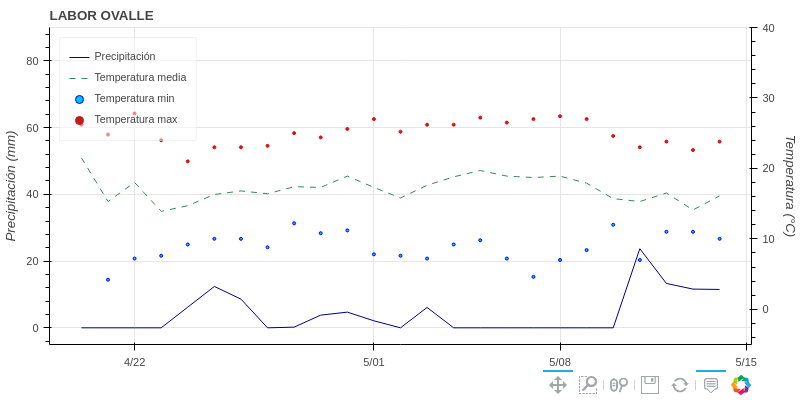 LABOR OVALLE
Precipitación
Temperatura media
Temperatura min
Temperatura max
Precipitación (mm)
80
60
40
20
0
Temperatura (°C)
40
30
20
10
0
4/22
5/01
5/08
5/15